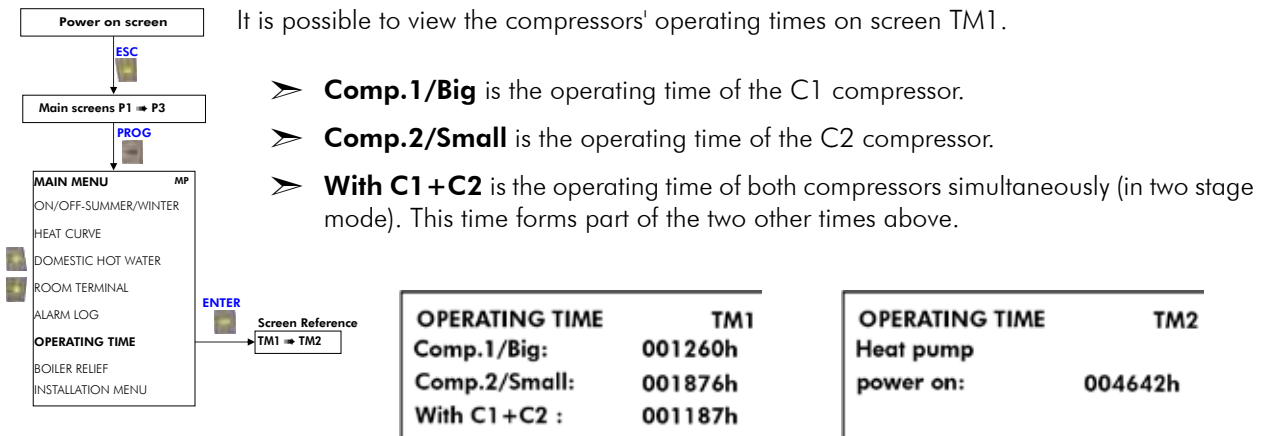 Power on screen
ESC
Main screens P1 ➠ P3
PROG
MAIN MENU MP
ON/OFF-SUMMER/WINTER
HEAT CURVE
DOMESTIC HOT WATER
ROOM TERMINAL
ALARM LOG
OPERATING TIME
BOILER RELIEF
INSTALLATION MENU
ENTER
Screen Reference
TM1 ➠ TM2
It is possible to view the compressors' operating times on screen TM1.
➢ Comp.1/Big is the operating time of the C1 compressor.
➢ Comp.2/Small is the operating time of the C2 compressor.
➢ With C1+C2 is the operating time of both compressors simultaneously (in two stage
mode). This time forms part of the two other times above.
OPERATING TIME TM1
Comp.1/Big: 001260h
Comp.2/Small: 001876h
With C1+C2 : 001187h
OPERATING TIME TM2
Heat pump
power on: 004642h